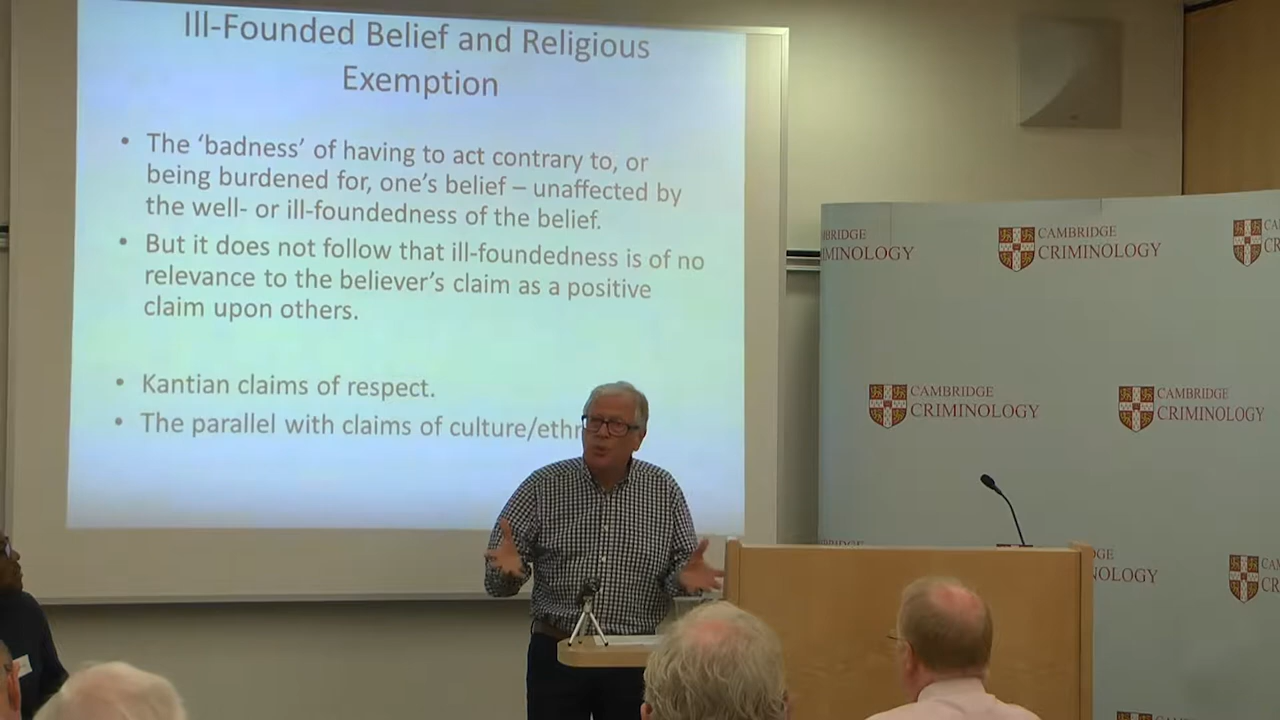 Ill-Founded Belief and Religious
Exemption
• The ‘badness’ of having to act contrary to, or
being burdened for, one’s belief – unaffected by
the well- or ill-foundedness of the belief.
• But it does not follow that ill-foundedness is of no
relevance to the believer’s claim as a positive
claim upon others.
• Kantian claims of respect.
• The parallel with claims of culture/ethn
CAMBRIDGE
CRIMINOLOGY
CAMBRIDGE
CRIMINOLOGY
CAMBRIDGE
CRIMINOLOGY